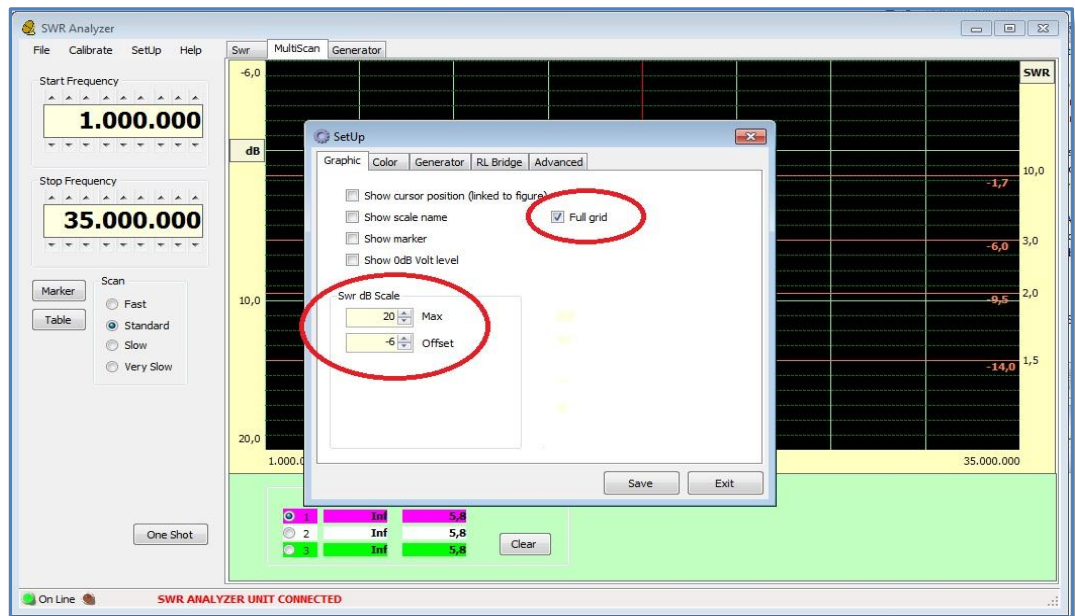 SWR Analyzer
File Calibrate SetUp Help
Swr MultiScan Generator
Start Frequency
1.000.000
Stop Frequency
35.000.000
Marker
Table
Scan
Fast
Standard
Slow
Very Slow
One Shot
-6,0
dB
10,0
20,0
SWR
10,0
-1,7
3,0
-6,0
2,0
-9,5
1,5
-14,0
35.000.000
SetUp
Graphic Color Generator RL Bridge Advanced
Show cursor position (linked to figure)
Show scale name
Full grid
Show marker
Show 0dB Volt level
Swr dB Scale
20 Max
-6 Offset
Save Exit
1 Inf 5,8
2 Inf 5,8
3 Inf 5,8
Clear
On Line
SWR ANALYZER UNIT CONNECTED